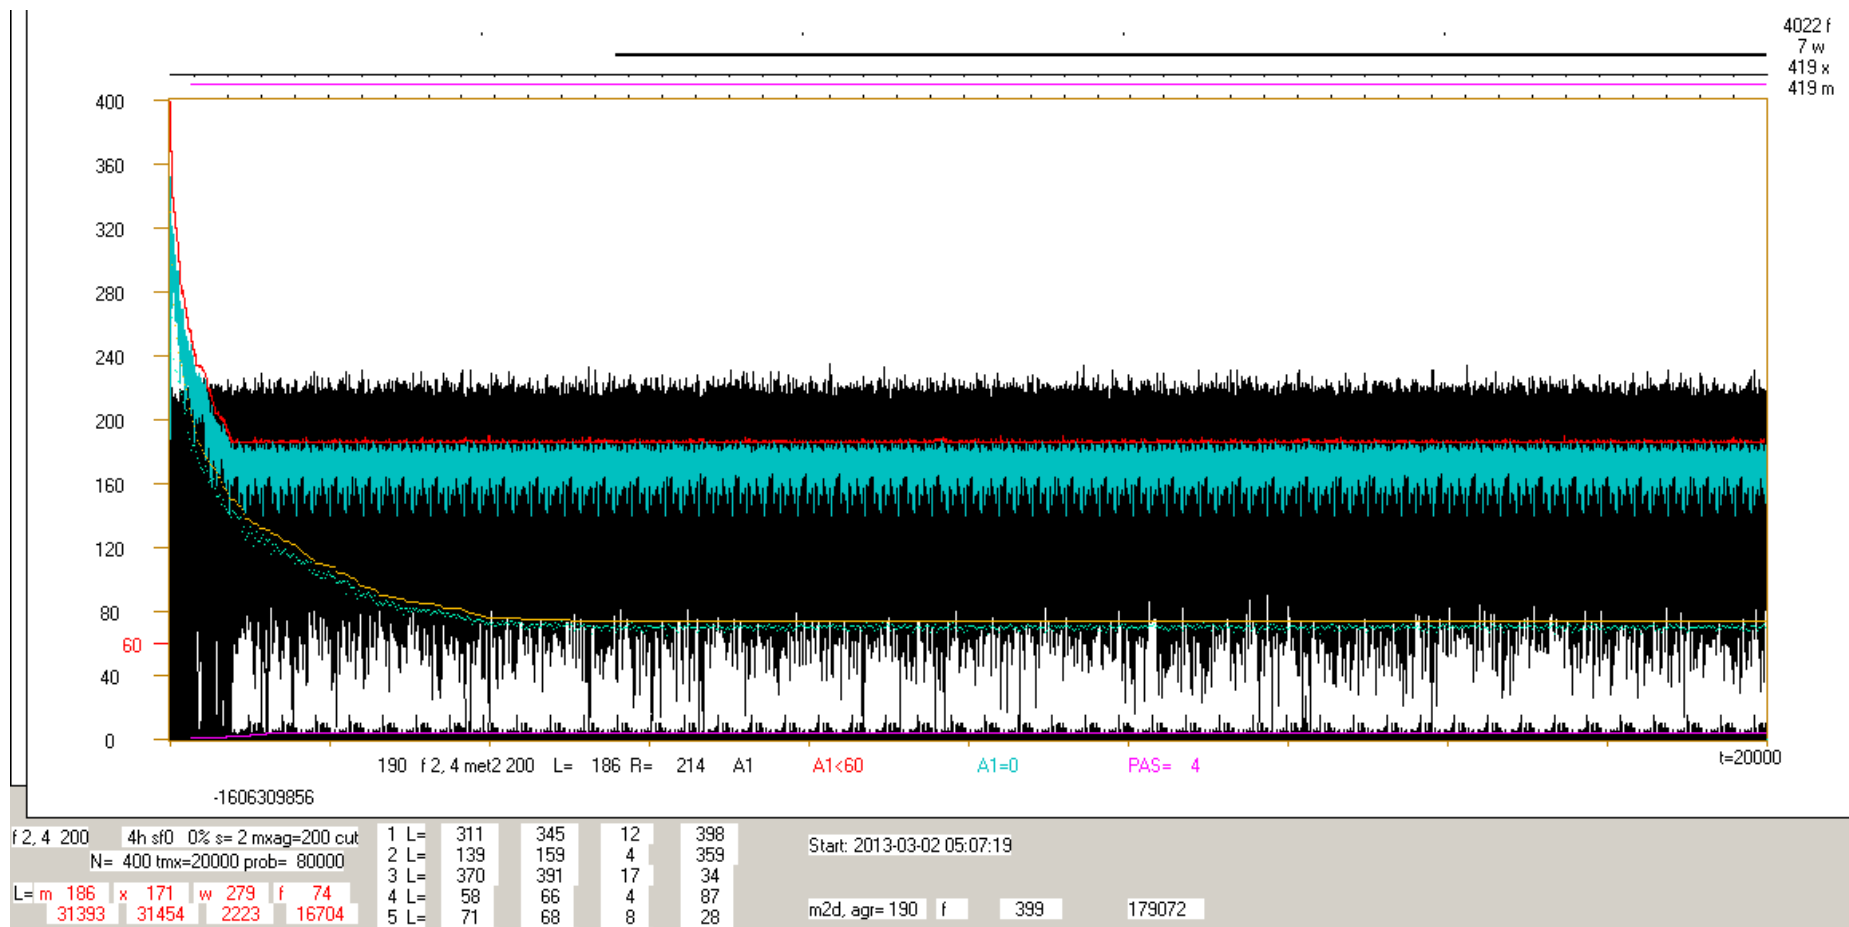 4022 f
7 w
419 x
419 m
400
360
320
280
240
200
160
120
80
60
40
0
190 f 2, 4 met2 200 L= 186 R= 214 A1 A1<60 A1=0 PAS= 4 t=20000
-1606309856
f 2, 4 200 4h sf0 0% s= 2 mxag=200 cut
N= 400 tmx=20000 prob= 80000
L= m 186 x 171 w 279 f 74
31393 31454 2223 16704
1 L= 311 345 12 398
2 L= 139 159 4 359
3 L= 370 391 17 34
4 L= 58 66 4 87
5 L= 71 68 8 28
Start: 2013-03-02 05:07:19
m2d, agr= 190 f 399 179072